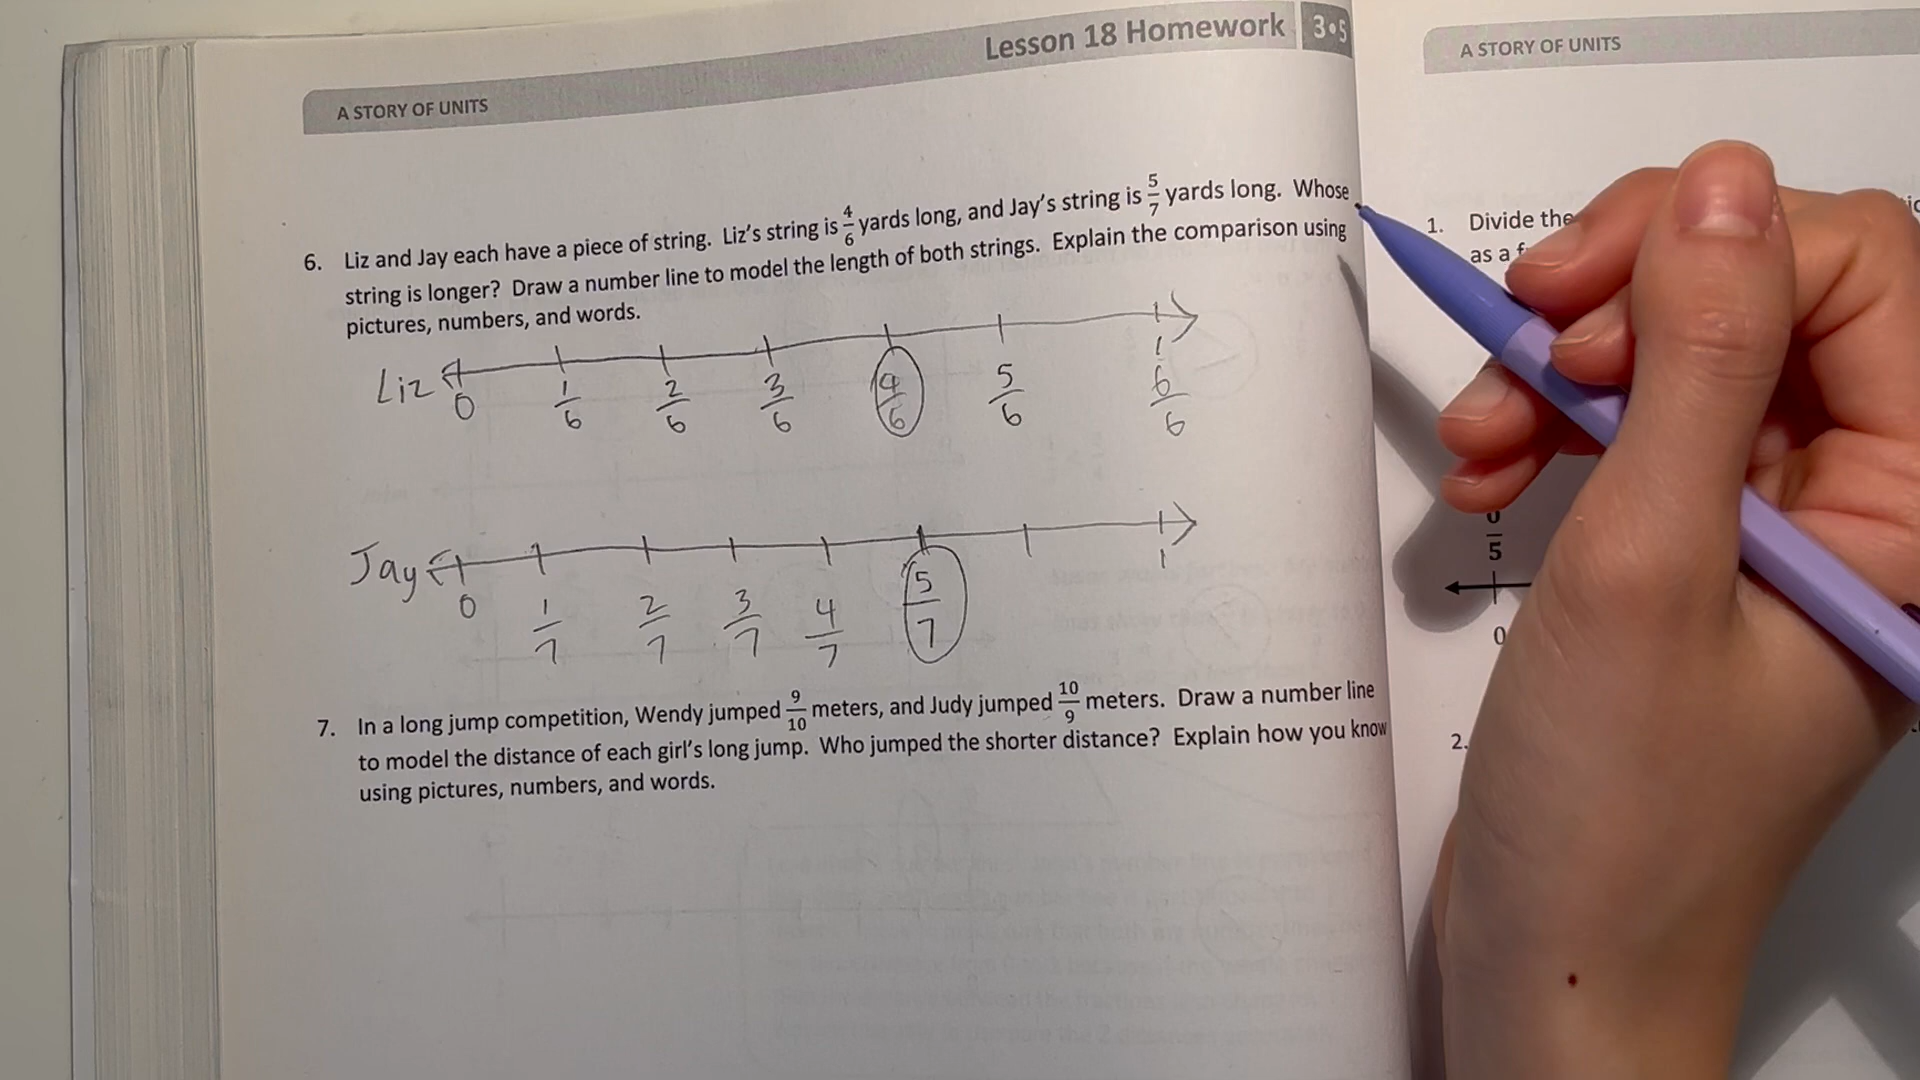 Lesson 18 Homework 3•5
A STORY OF UNITS
6. Liz and Jay each have a piece of string. Liz's string is 4/6 yards long, and Jay's string is 5/7 yards long. Whose
string is longer? Draw a number line to model the length of both strings. Explain the comparison using
pictures, numbers, and words.
Liz
0 1/6 2/6 3/6 4/6 5/6 1 6/6
Jay
0 1/7 2/7 3/7 4/7 5/7 1
7. In a long jump competition, Wendy jumped 9/10 meters, and Judy jumped 10/9 meters. Draw a number line
to model the distance of each girl's long jump. Who jumped the shorter distance? Explain how you know
using pictures, numbers, and words.
A STORY OF UNITS
1. Divide the
as a
0/5
0
2.